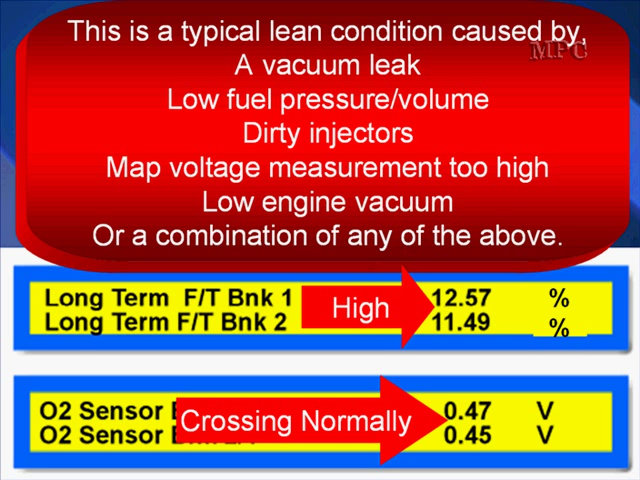 This is a typical lean condition caused by,
MPC
A vacuum leak
Low fuel pressure/volume
Dirty injectors
Map voltage measurement too high
Low engine vacuum
Or a combination of any of the above.
Long Term F/T Bnk 1 High 12.57 %
Long Term F/T Bnk 2 11.49 %
O2 Sensor 0.47 V
Crossing Normally
O2 Sensor 0.45 V